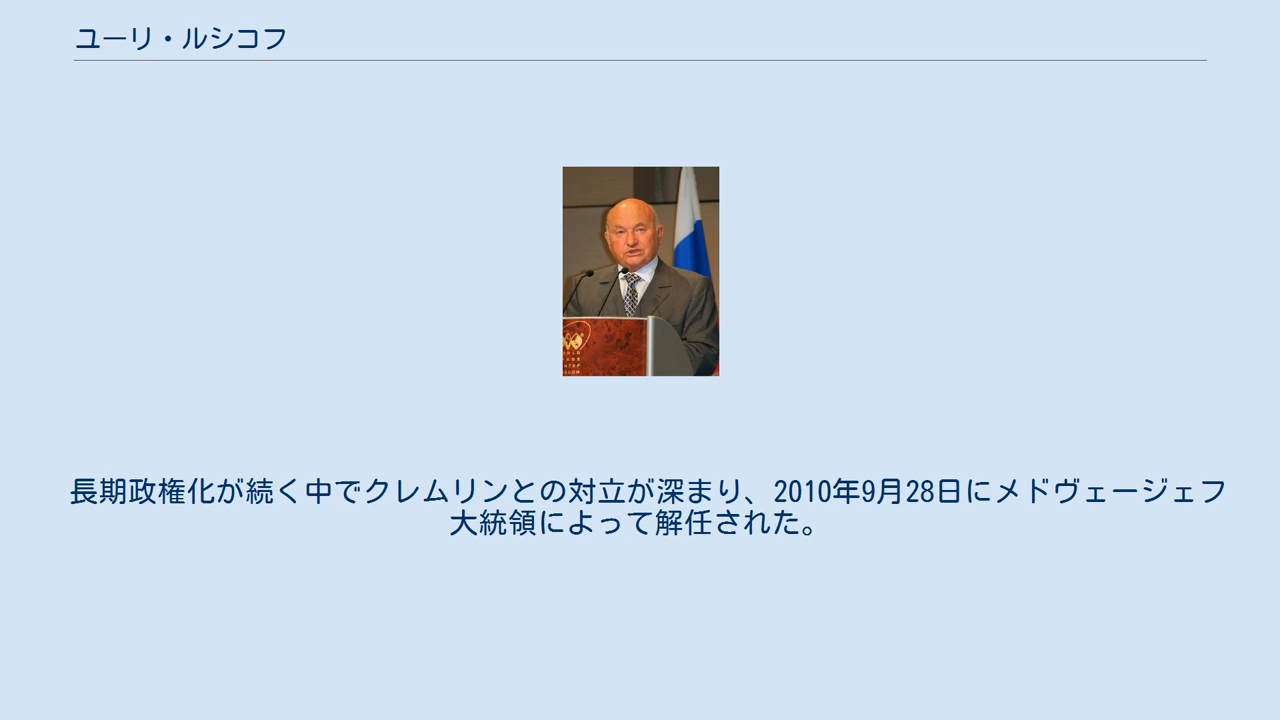 ユーリ・ルシコフ
長期政権化が続く中でクレムリンとの対立が深まり、2010年9月28日にメドヴェージェフ
大統領によって解任された。